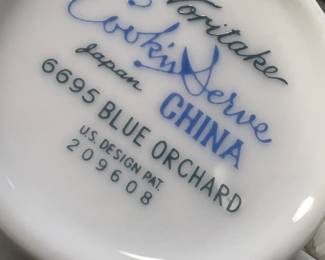 Noritake
Cook'n Serve
Japan CHINA
6695 BLUE ORCHARD
U.S. DESIGN PAT.
209608